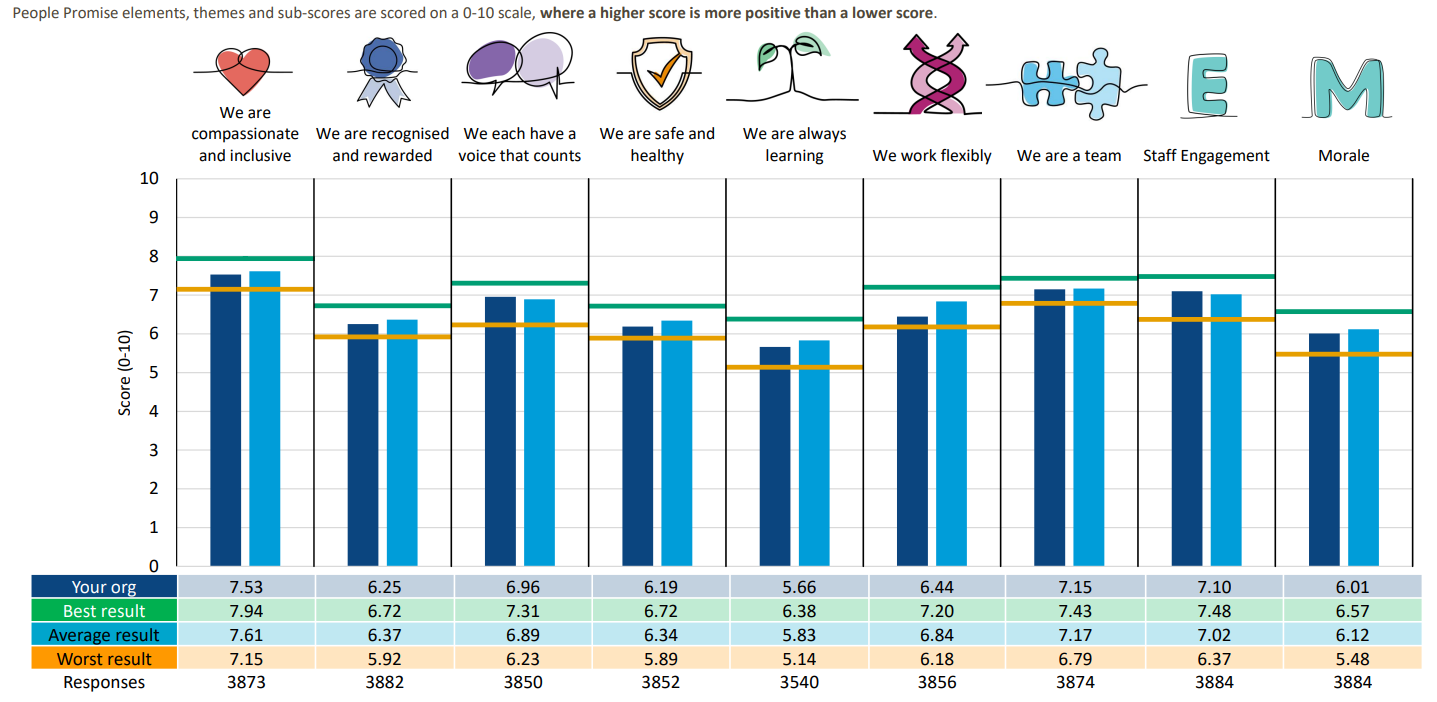 People Promise elements, themes and sub-scores are scored on a 0-10 scale, where a higher score is more positive than a lower score.
We are compassionate and inclusive
We are recognised and rewarded
We each have a voice that counts
We are safe and healthy
We are always learning
We work flexibly
We are a team
Staff Engagement
Morale
E
M
Score (0-10)
10
9
8
7
6
5
4
3
2
1
0
Your org 7.53 6.25 6.96 6.19 5.66 6.44 7.15 7.10 6.01
Best result 7.94 6.72 7.31 6.72 6.38 7.20 7.43 7.48 6.57
Average result 7.61 6.37 6.89 6.34 5.83 6.84 7.17 7.02 6.12
Worst result 7.15 5.92 6.23 5.89 5.14 6.18 6.79 6.37 5.48
Responses 3873 3882 3850 3852 3540 3856 3874 3884 3884